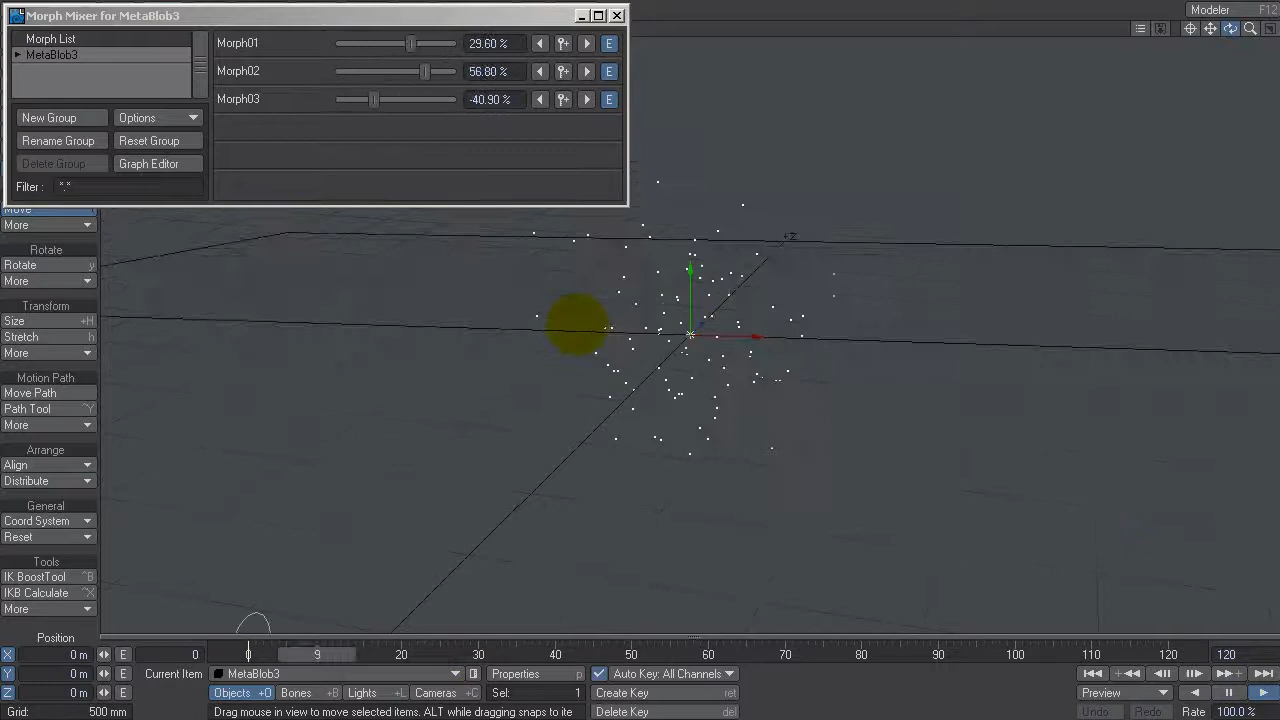 Morph Mixer for MetaBlob3
Modeler F12
Morph List
MetaBlob3
Morph01 29.60 % E
Morph02 56.80 % E
Morph03 -40.90 % E
New Group Options
Rename Group Reset Group
Delete Group Graph Editor
Filter : *.*
Move
More
Rotate
Rotate y
More
Transform
Size +H
Stretch h
More
Motion Path
Move Path
Path Tool ^Y
More
Arrange
Align
Distribute
General
Coord System
Reset
Tools
IK BoostTool ^B
IKB Calculate ^X
More
+Z
Position
X 0 m E
Y 0 m E
Z 0 m E
Grid: 500 mm
0 0 9 20 30 40 50 60 70 80 90 100 110 120 120
Current Item MetaBlob3 Properties p Auto Key: All Channels
Objects +O Bones +B Lights +L Cameras +C Sel: 1 Create Key ret Preview
Drag mouse in view to move selected items. ALT while dragging snaps to ite Delete Key del Undo Redo Rate 100.0 %